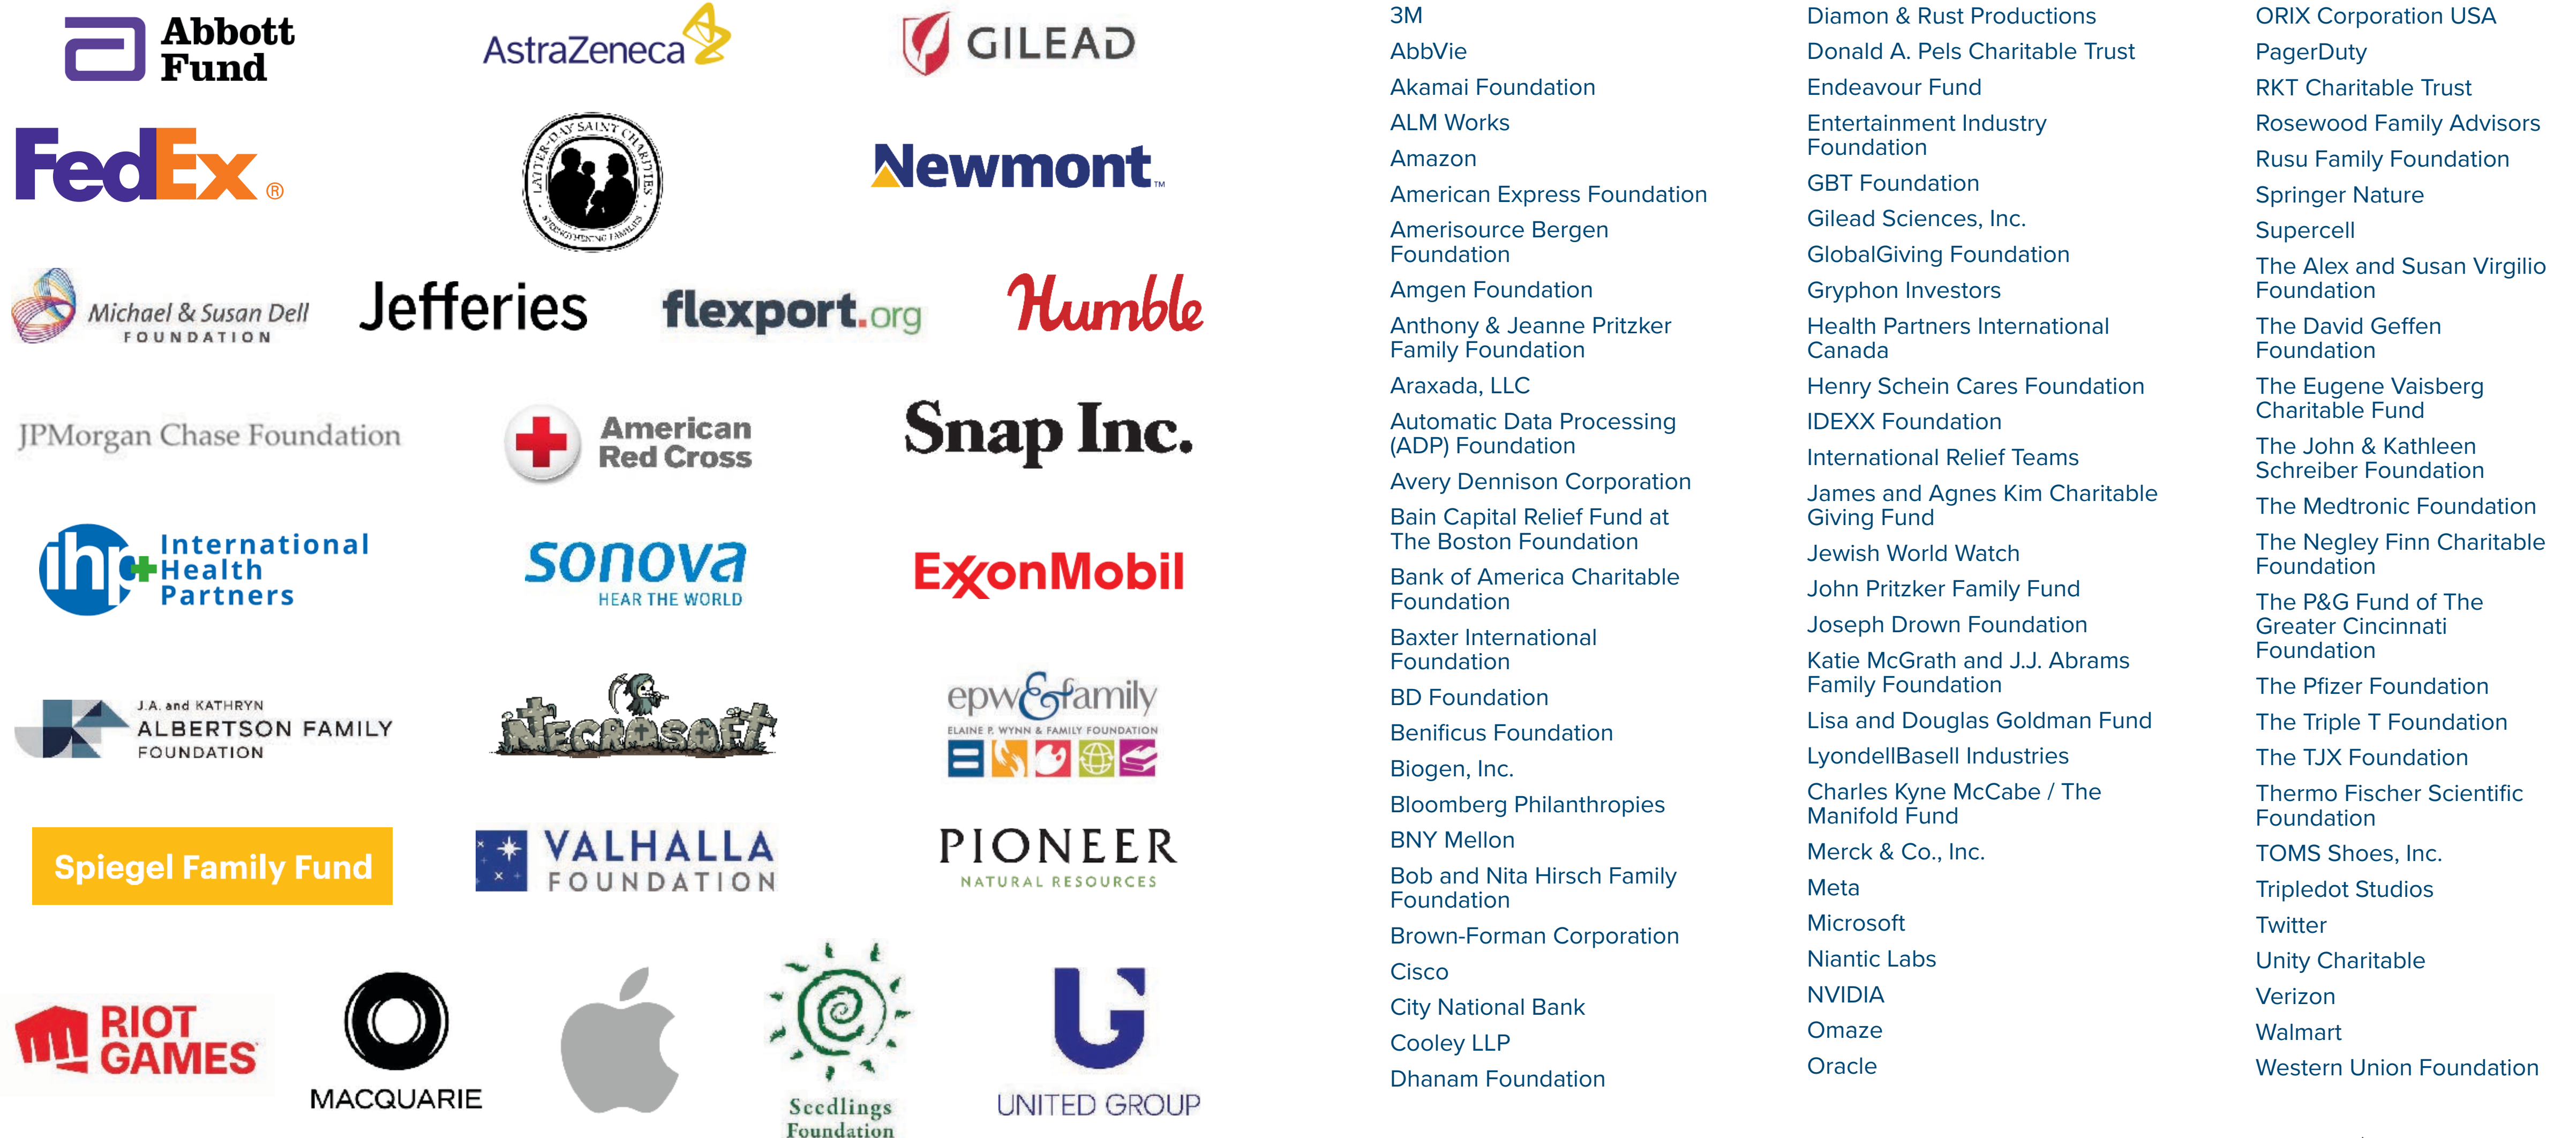 Abbott
Fund
AstraZeneca
GILEAD
FedEx ®
LATTER-DAY SAINT CHARITIES
STRENGTHENING FAMILIES
Newmont™
Michael & Susan Dell
FOUNDATION
Jefferies
flexport.org
Humble
JPMorgan Chase Foundation
American
Red Cross
Snap Inc.
ihp
International
Health
Partners
sonova
HEAR THE WORLD
ExxonMobil
J.A. and KATHRYN
ALBERTSON FAMILY
FOUNDATION
NECROSOFT
epw&family
ELAINE P. WYNN & FAMILY FOUNDATION
Spiegel Family Fund
VALHALLA
FOUNDATION
PIONEER
NATURAL RESOURCES
RIOT
GAMES
MACQUARIE
Seedlings
Foundation
UNITED GROUP
3M
AbbVie
Akamai Foundation
ALM Works
Amazon
American Express Foundation
Amerisource Bergen
Foundation
Amgen Foundation
Anthony & Jeanne Pritzker
Family Foundation
Araxada, LLC
Automatic Data Processing
(ADP) Foundation
Avery Dennison Corporation
Bain Capital Relief Fund at
The Boston Foundation
Bank of America Charitable
Foundation
Baxter International
Foundation
BD Foundation
Benificus Foundation
Biogen, Inc.
Bloomberg Philanthropies
BNY Mellon
Bob and Nita Hirsch Family
Foundation
Brown-Forman Corporation
Cisco
City National Bank
Cooley LLP
Dhanam Foundation
Diamon & Rust Productions
Donald A. Pels Charitable Trust
Endeavour Fund
Entertainment Industry
Foundation
GBT Foundation
Gilead Sciences, Inc.
GlobalGiving Foundation
Gryphon Investors
Health Partners International
Canada
Henry Schein Cares Foundation
IDEXX Foundation
International Relief Teams
James and Agnes Kim Charitable
Giving Fund
Jewish World Watch
John Pritzker Family Fund
Joseph Drown Foundation
Katie McGrath and J.J. Abrams
Family Foundation
Lisa and Douglas Goldman Fund
LyondellBasell Industries
Charles Kyne McCabe / The
Manifold Fund
Merck & Co., Inc.
Meta
Microsoft
Niantic Labs
NVIDIA
Omaze
Oracle
ORIX Corporation USA
PagerDuty
RKT Charitable Trust
Rosewood Family Advisors
Rusu Family Foundation
Springer Nature
Supercell
The Alex and Susan Virgilio
Foundation
The David Geffen
Foundation
The Eugene Vaisberg
Charitable Fund
The John & Kathleen
Schreiber Foundation
The Medtronic Foundation
The Negley Finn Charitable
Foundation
The P&G Fund of The
Greater Cincinnati
Foundation
The Pfizer Foundation
The Triple T Foundation
The TJX Foundation
Thermo Fischer Scientific
Foundation
TOMS Shoes, Inc.
Tripledot Studios
Twitter
Unity Charitable
Verizon
Walmart
Western Union Foundation